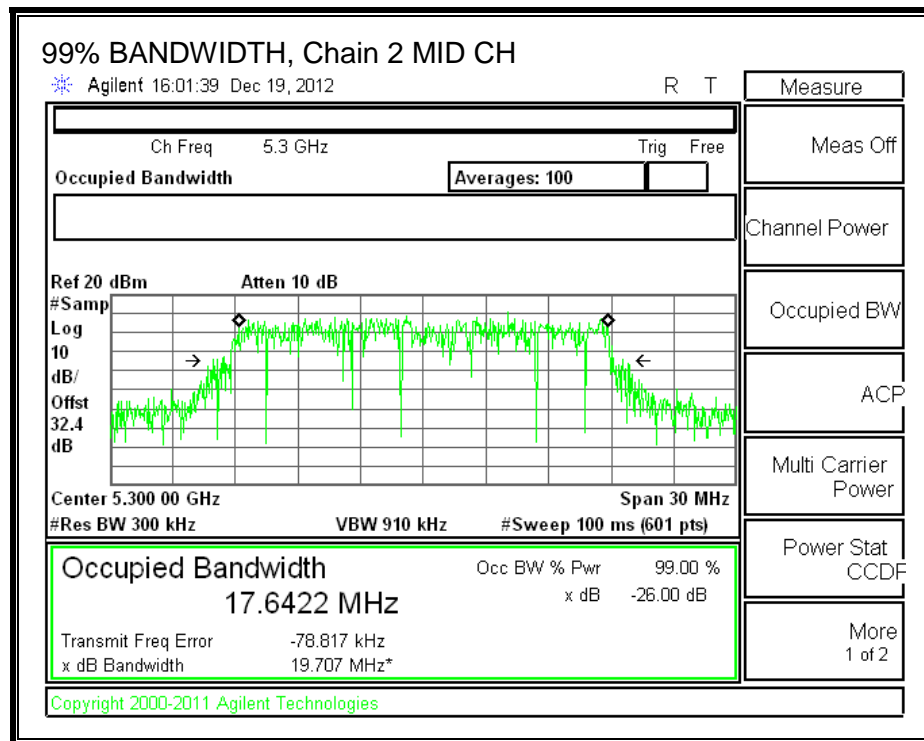 99% BANDWIDTH, Chain 2 MID CH
Agilent 16:01:39 Dec 19, 2012 R T
Measure
Ch Freq 5.3 GHz Trig Free
Occupied Bandwidth Averages: 100
Ref 20 dBm Atten 10 dB
#Samp
Log
10
dB/
Offst
32.4
dB
Center 5.300 00 GHz Span 30 MHz
#Res BW 300 kHz VBW 910 kHz #Sweep 100 ms (601 pts)
Occupied Bandwidth Occ BW % Pwr 99.00 %
17.6422 MHz x dB -26.00 dB
Transmit Freq Error -78.817 kHz
x dB Bandwidth 19.707 MHz*
Copyright 2000-2011 Agilent Technologies
Meas Off
Channel Power
Occupied BW
ACP
Multi Carrier
Power
Power Stat
CCDF
More
1 of 2